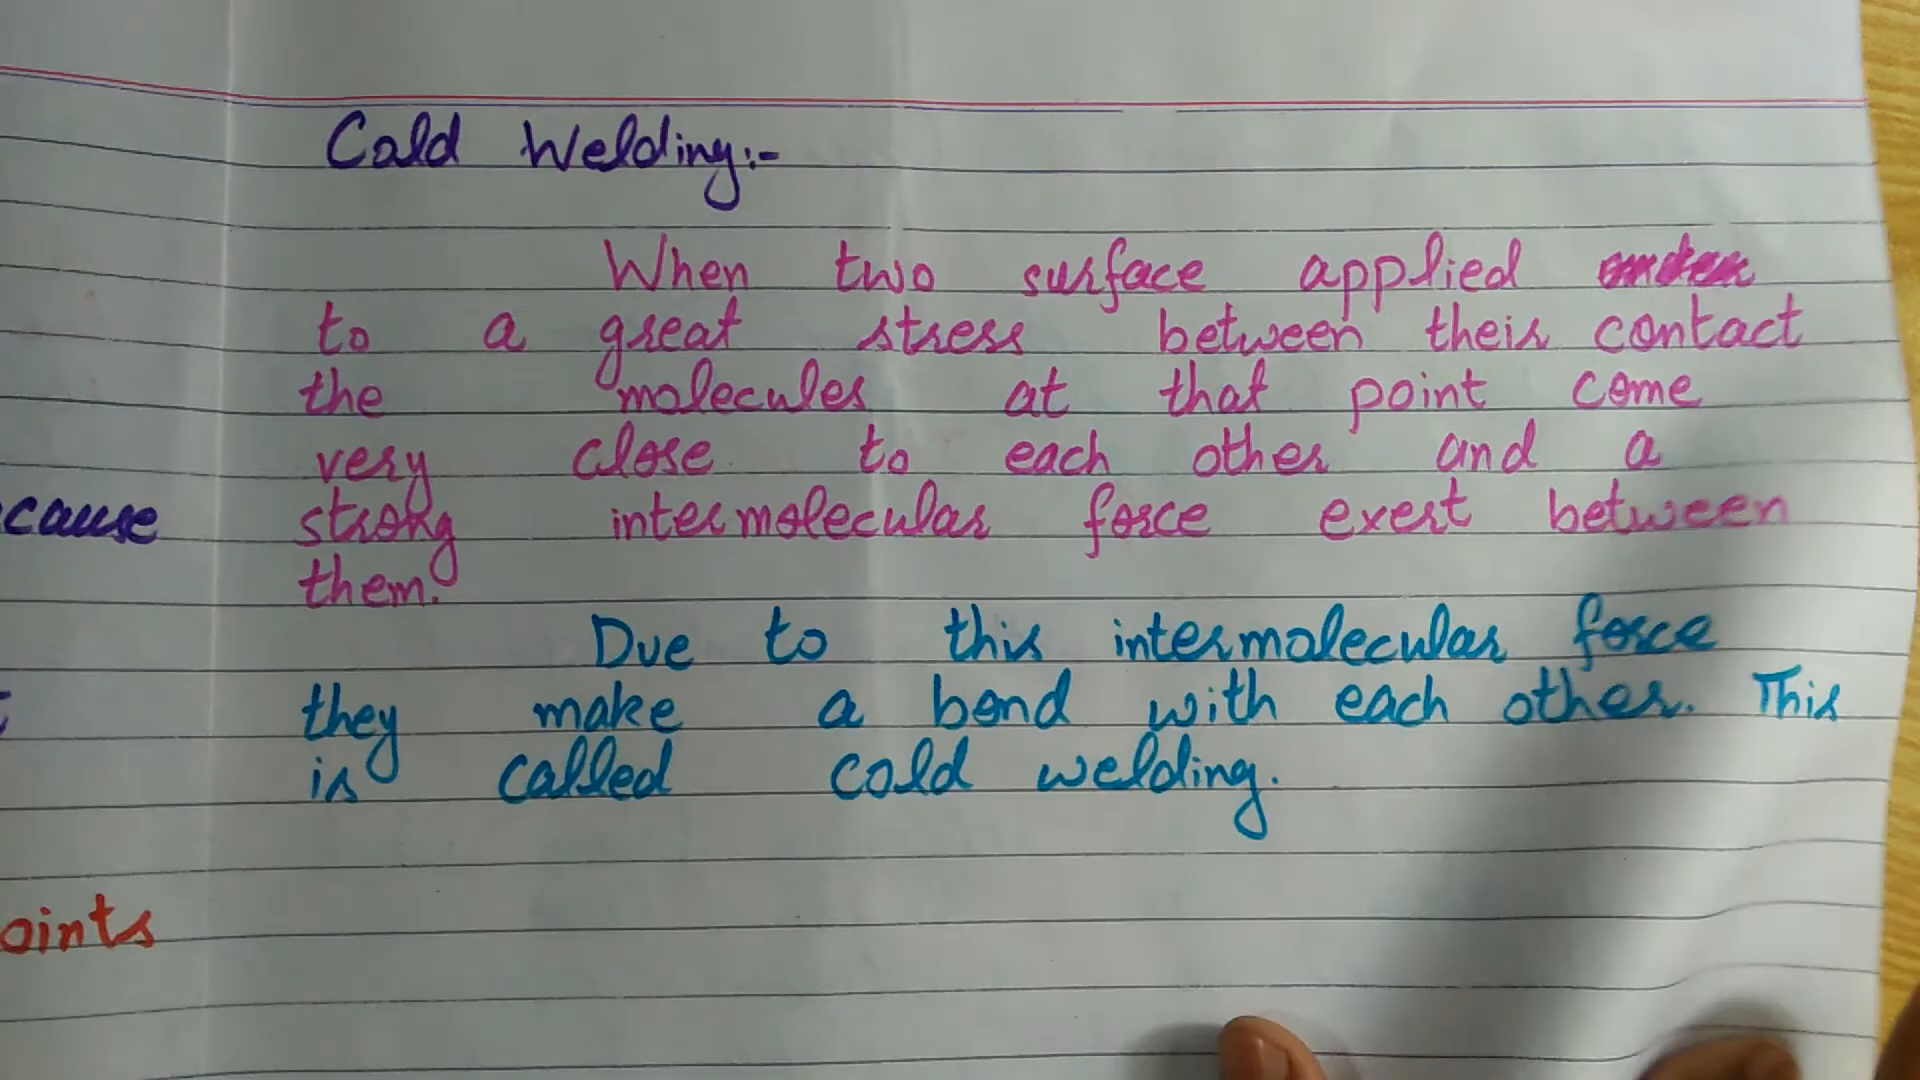 Cold Welding:-
When two surface applied
to a great stress between their contact
the molecules at that point come
very close to each other and a
cause
strong intermolecular force exert between
them.
Due to this intermolecular force
they make a bond with each other. This
is called cold welding.
oints